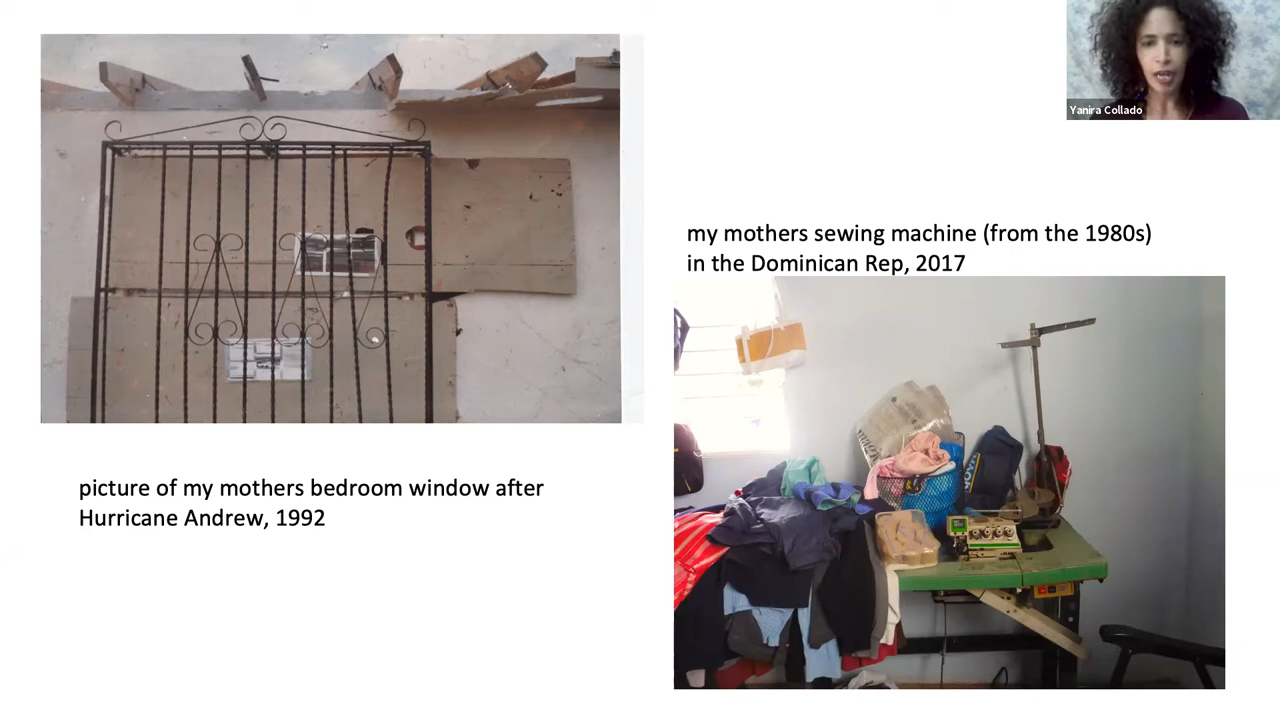 Yanira Collado
my mothers sewing machine (from the 1980s)
in the Dominican Rep, 2017
picture of my mothers bedroom window after
Hurricane Andrew, 1992